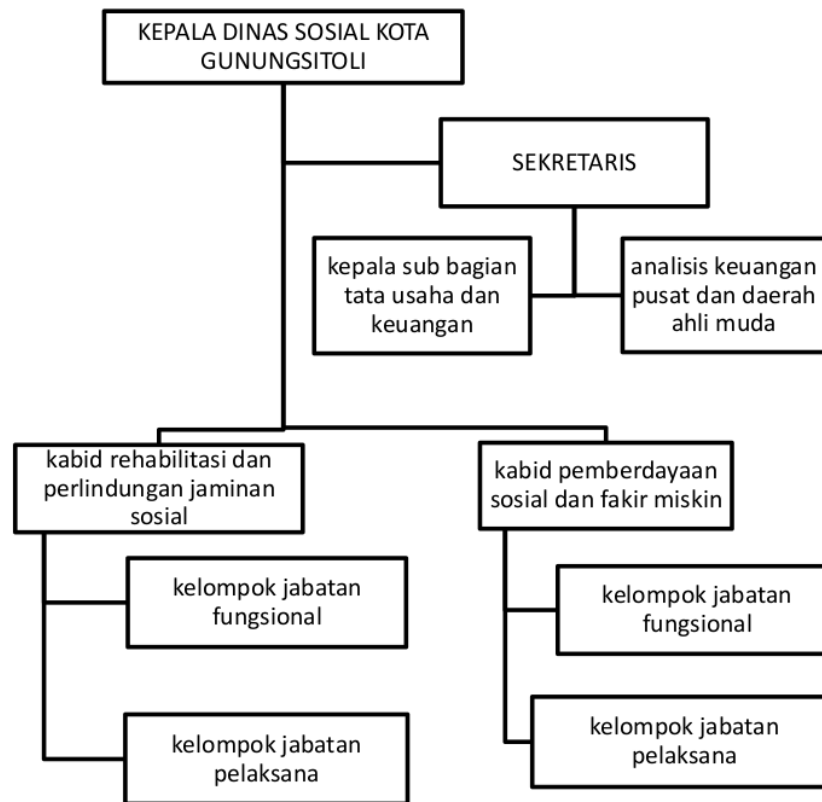 KEPALA DINAS SOSIAL KOTA
GUNUNGSITOLI
SEKRETARIS
kepala sub bagian
tata usaha dan
keuangan
analisis keuangan
pusat dan daerah
ahli muda
kabid rehabilitasi dan
perlindungan jaminan
sosial
kabid pemberdayaan
sosial dan fakir miskin
kelompok jabatan
fungsional
kelompok jabatan
fungsional
kelompok jabatan
pelaksana
kelompok jabatan
pelaksana